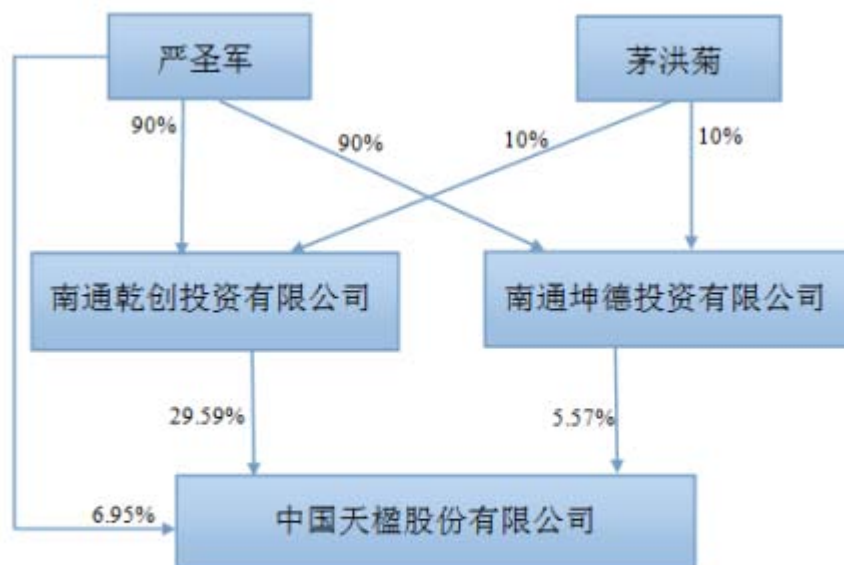 严圣军
茅洪菊
90%
90%
10%
10%
南通乾创投资有限公司
南通坤德投资有限公司
29.59%
5.57%
6.95%
中国天楹股份有限公司